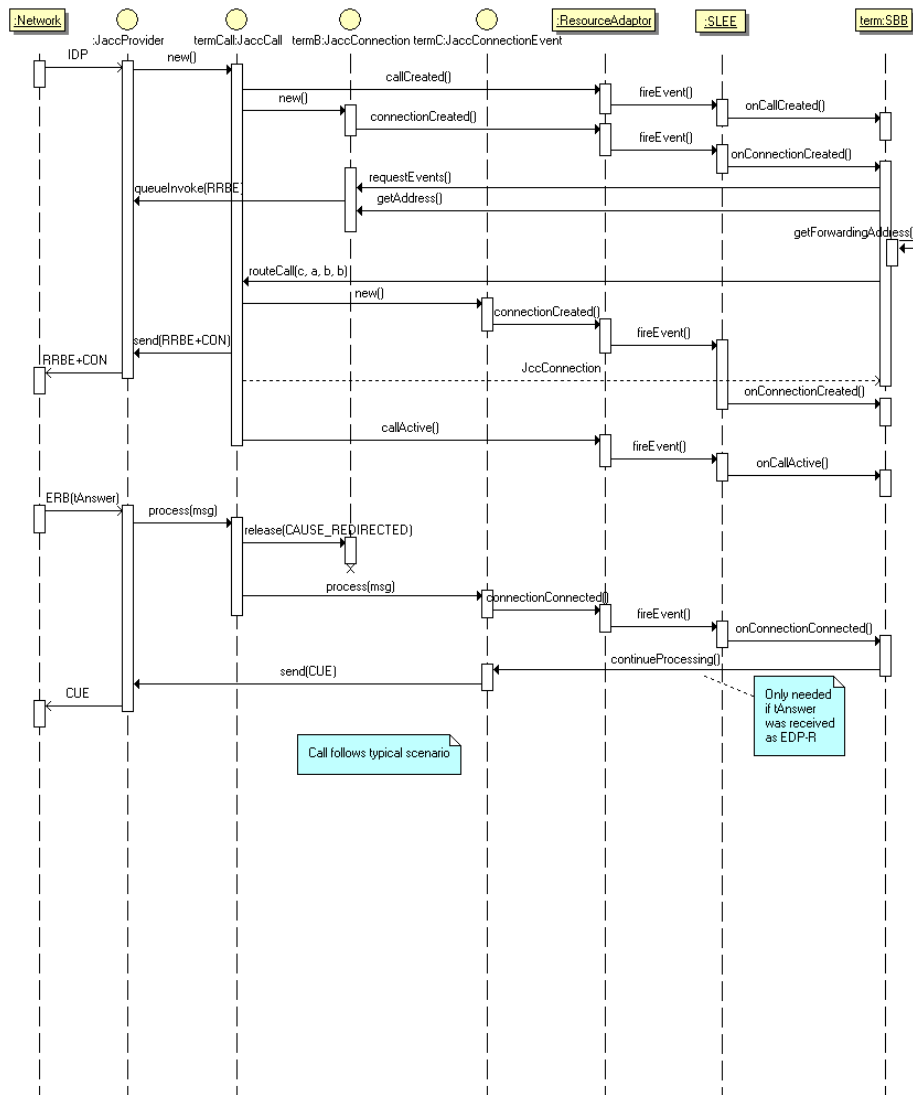 :Network
:JaccProvider
termCall:JaccCall
termB:JaccConnection
termC:JaccConnectionEvent
:ResourceAdaptor
:SLEE
term:SBB
IDP
new()
callCreated()
fireEvent()
new()
onCallCreated()
connectionCreated()
fireEvent()
onConnectionCreated()
requestEvents()
queueInvoke(RRBE)
getAddress()
getForwardingAddress()
routeCall(c, a, b, b)
new()
connectionCreated()
fireEvent()
send(RRBE+CON)
RRBE+CON
JccConnection
onConnectionCreated()
callActive()
fireEvent()
onCallActive()
ERB(tAnswer)
process(msg)
release(CAUSE_REDIRECTED)
process(msg)
connectionConnected()
fireEvent()
onConnectionConnected()
continueProcessing()
send(CUE)
CUE
Only needed
if tAnswer
was received
as EDP-R
Call follows typical scenario